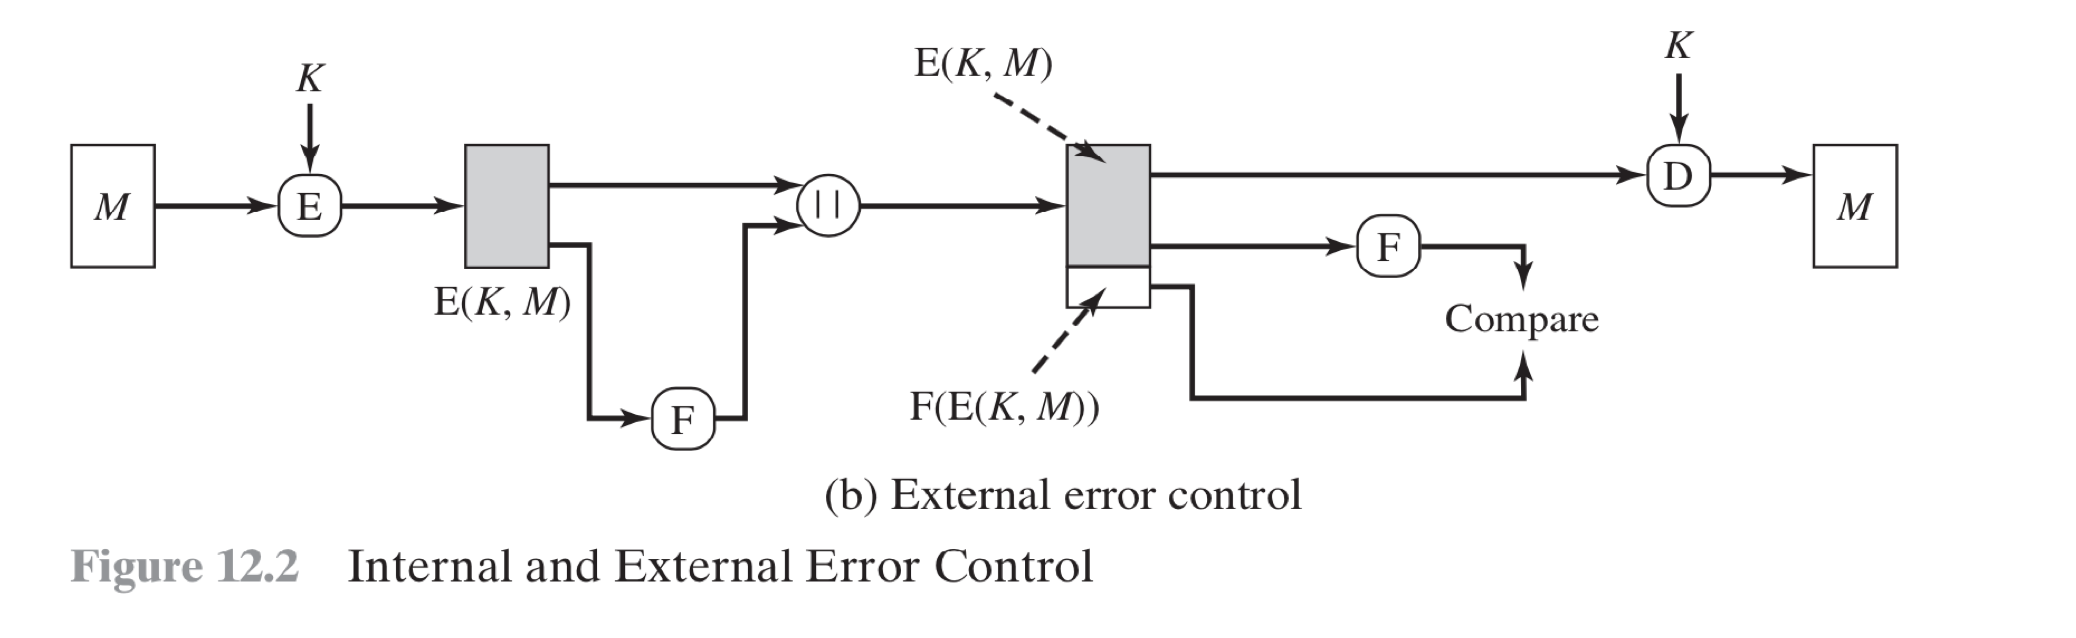 K
M
E
E(K, M)
F
||
E(K, M)
F(E(K, M))
F
Compare
K
D
M
(b) External error control
Figure 12.2 Internal and External Error Control